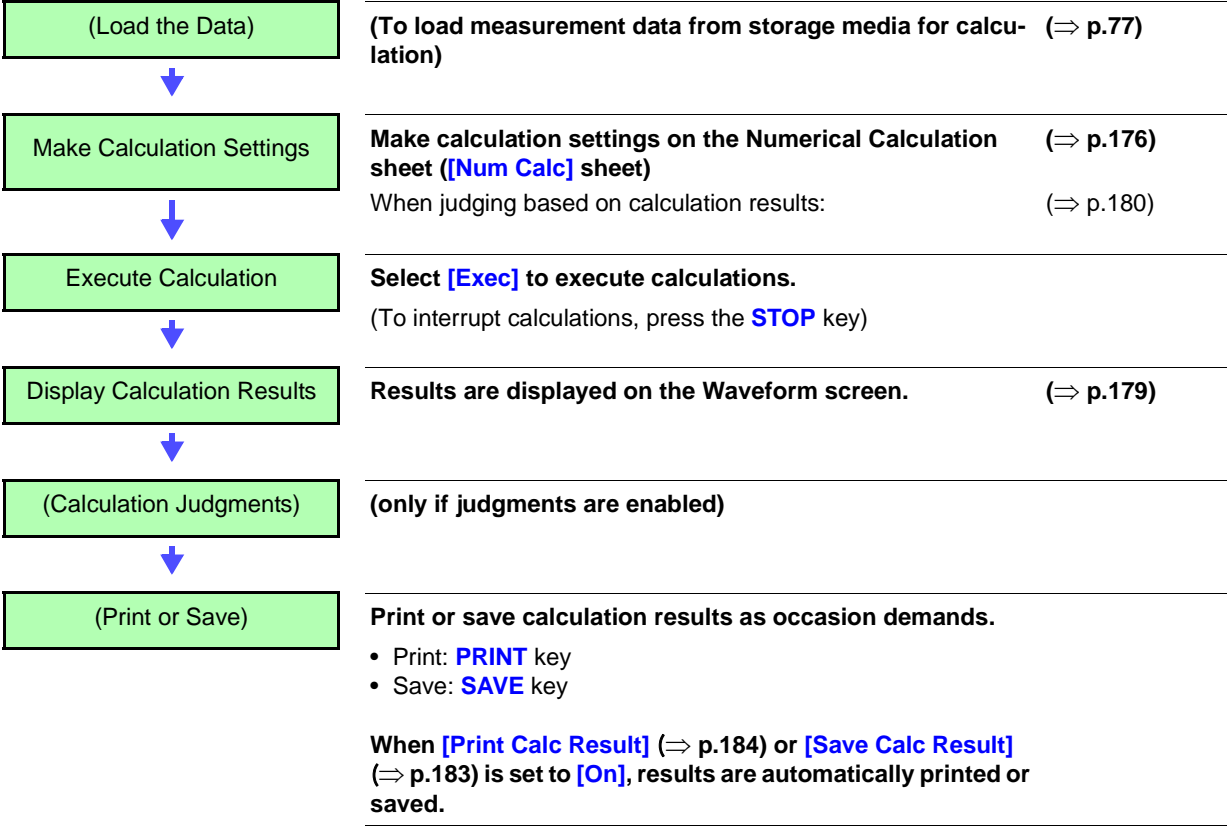 (Load the Data)
(To load measurement data from storage media for calcu- (⇒ p.77)
lation)
Make Calculation Settings
Make calculation settings on the Numerical Calculation (⇒ p.176)
sheet ([Num Calc] sheet)
When judging based on calculation results: (⇒ p.180)
Execute Calculation
Select [Exec] to execute calculations.
(To interrupt calculations, press the STOP key)
Display Calculation Results
Results are displayed on the Waveform screen. (⇒ p.179)
(Calculation Judgments)
(only if judgments are enabled)
(Print or Save)
Print or save calculation results as occasion demands.
• Print: PRINT key
• Save: SAVE key
When [Print Calc Result] (⇒ p.184) or [Save Calc Result]
(⇒ p.183) is set to [On], results are automatically printed or
saved.